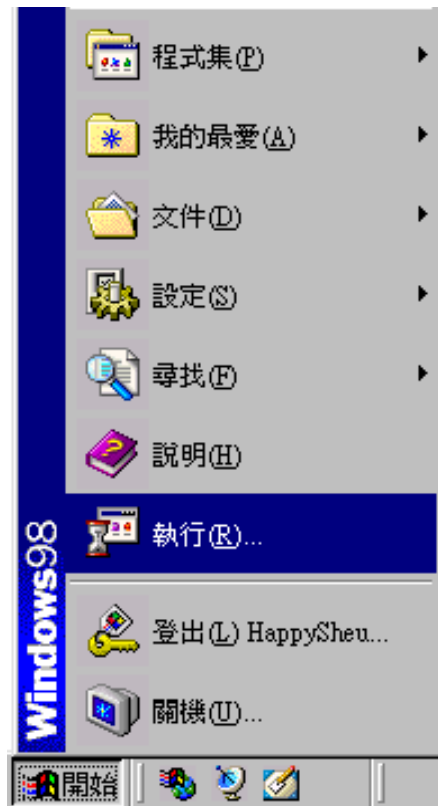 程式集(P)
我的最愛(A)
文件(D)
設定(S)
尋找(F)
說明(H)
執行(R)...
登出(L) HappySheu...
關機(U)...
Windows98
開始